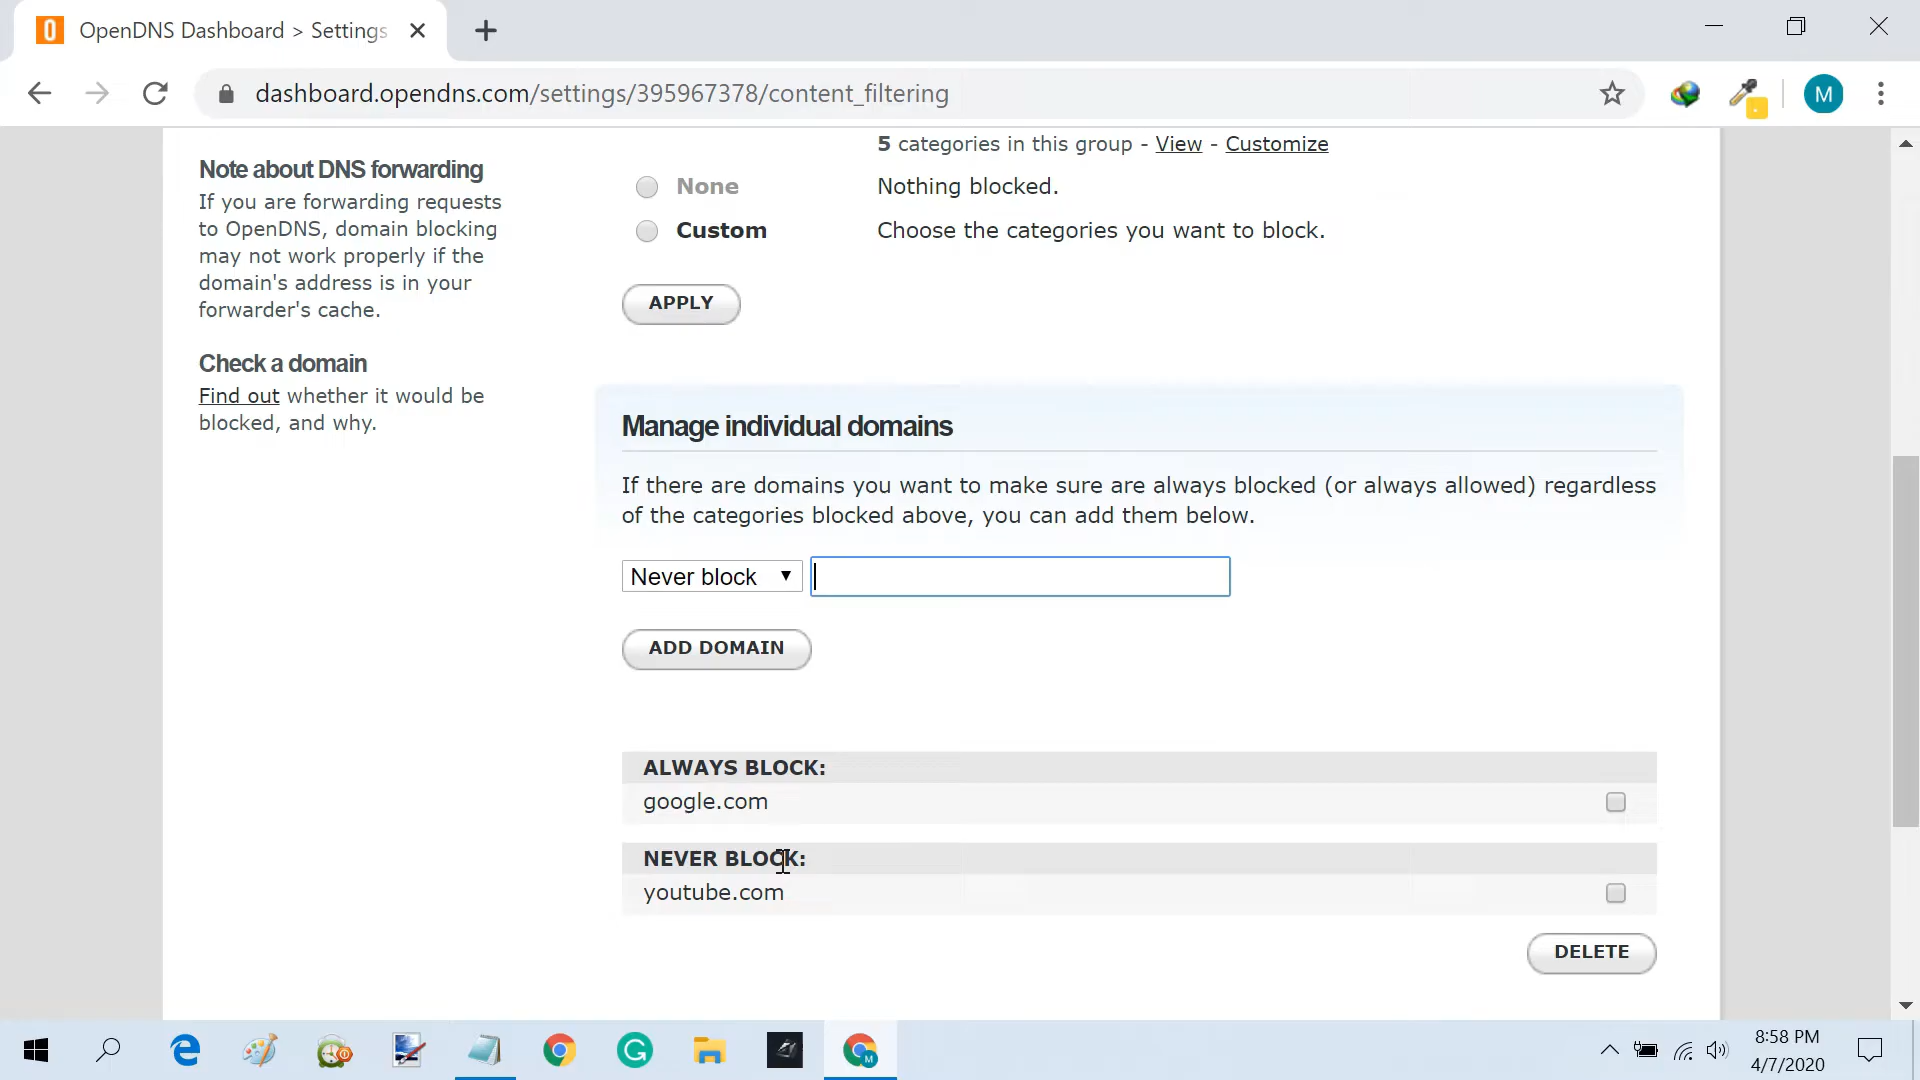 OpenDNS Dashboard > Settings
dashboard.opendns.com/settings/395967378/content_filtering
M
Note about DNS forwarding
If you are forwarding requests
to OpenDNS, domain blocking
may not work properly if the
domain's address is in your
forwarder's cache.
Check a domain
Find out whether it would be
blocked, and why.
5 categories in this group - View - Customize
None Nothing blocked.
Custom Choose the categories you want to block.
APPLY
Manage individual domains
If there are domains you want to make sure are always blocked (or always allowed) regardless
of the categories blocked above, you can add them below.
Never block
ADD DOMAIN
ALWAYS BLOCK:
google.com
NEVER BLOCK:
youtube.com
DELETE
8:58 PM
4/7/2020